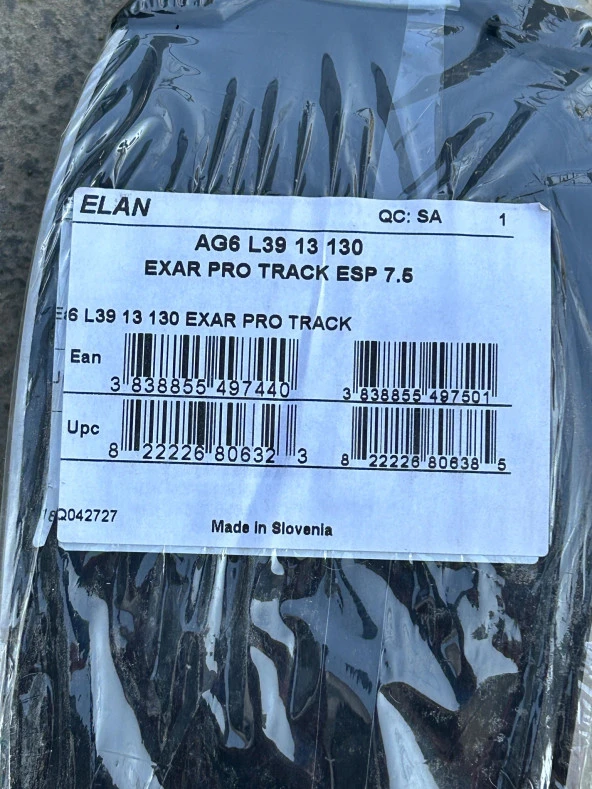 ELAN QC: SA 1
AG6 L39 13 130
EXAR PRO TRACK ESP 7.5
6 L39 13 130 EXAR PRO TRACK
Ean
3 838855 497440 3 838855 497501
Upc
8 22226 80632 3 8 22226 80638 5
Q042727
Made in Slovenia